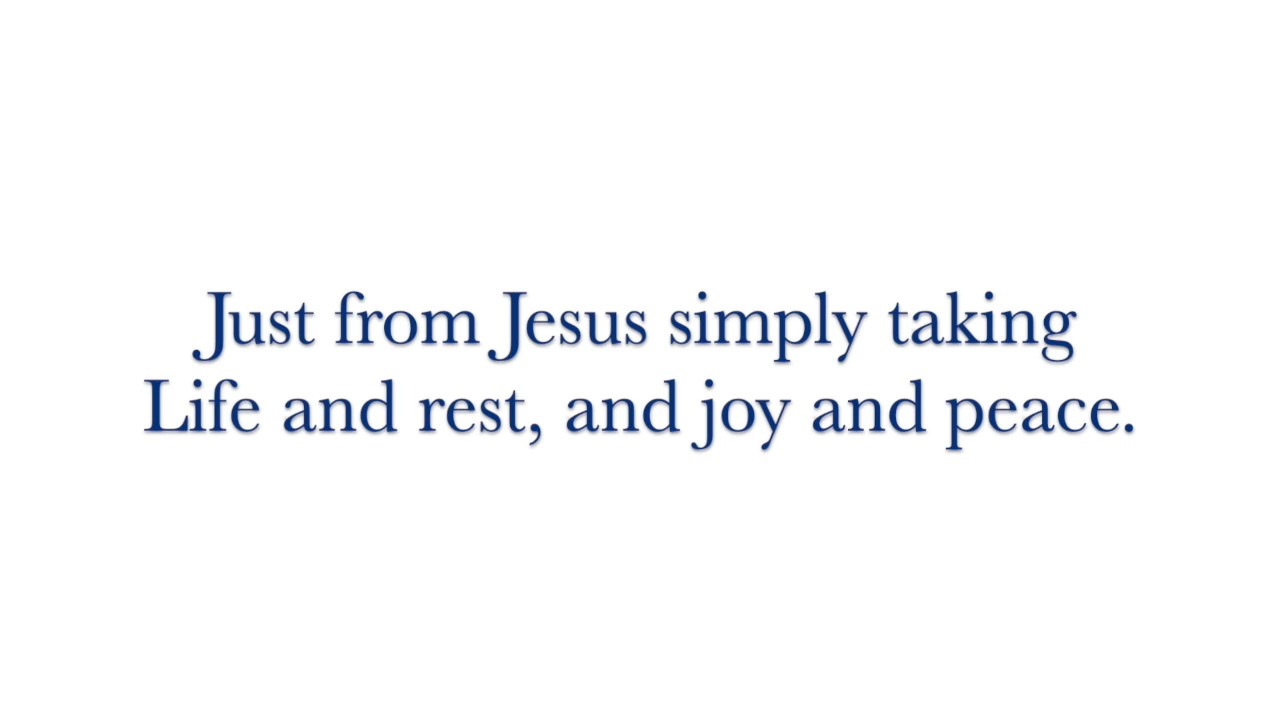 Just from Jesus simply taking
Life and rest, and joy and peace.